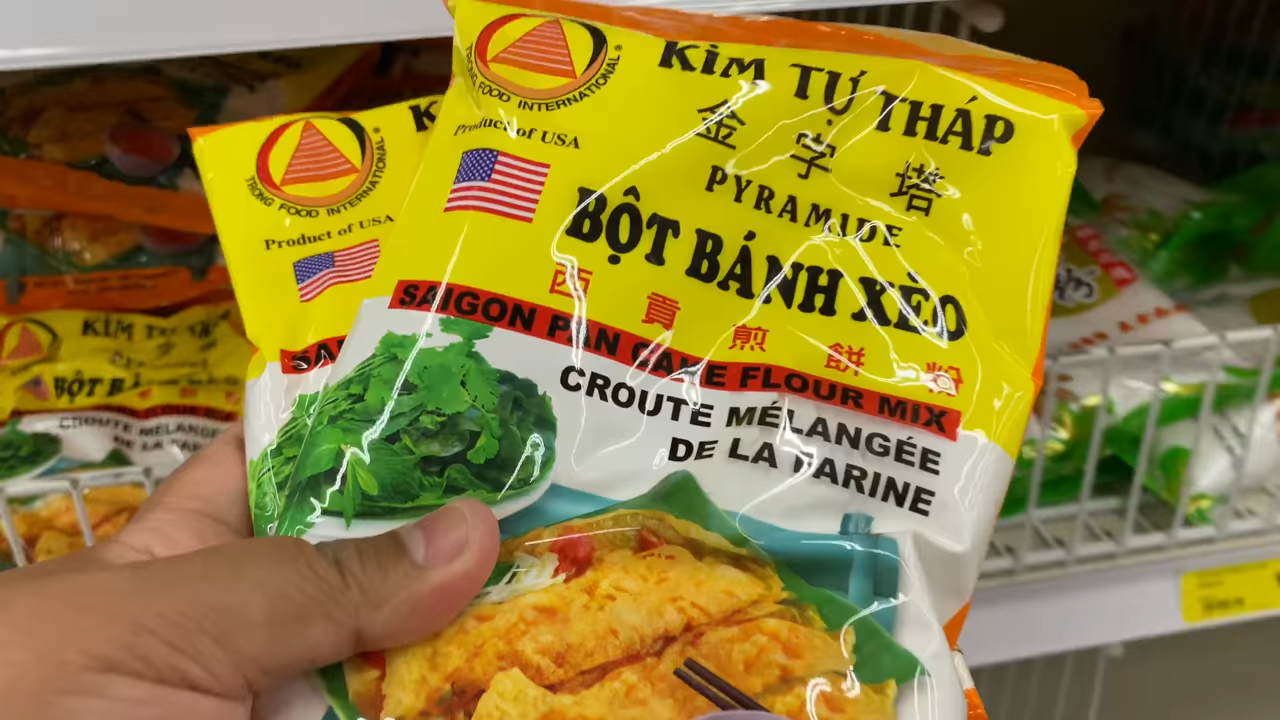 TRONG FOOD INTERNATIONAL®
Product of USA
KIM TỰ THÁP
金字塔
PYRAMIDE
BỘT BÁNH XÈO
西貢煎餅粉
SAIGON PAN CAKE FLOUR MIX
CROUTE MÉLANGÉE
DE LA FARINE
TRONG FOOD INTERNATIONAL®
Product of USA
K
SAI
KIM TỰ THÁP
BỘT BÁ
CROUTE MÉLANGÉE
DE LA FAR